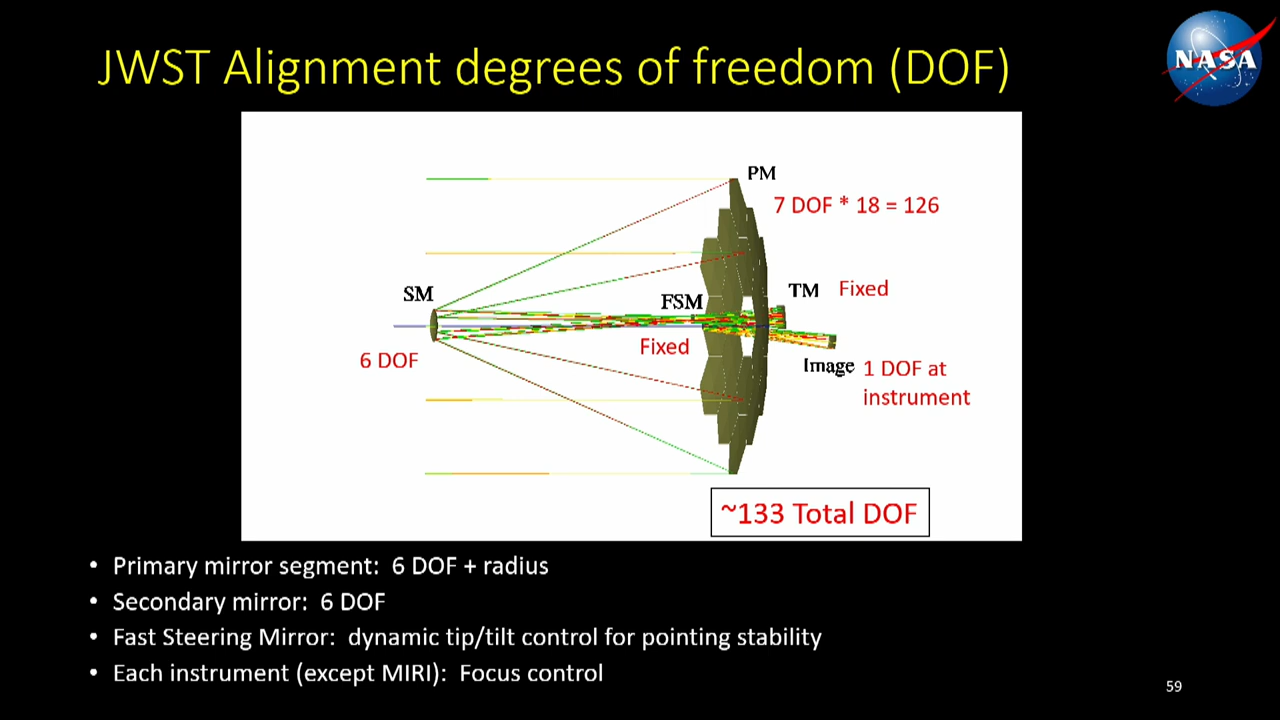 JWST Alignment degrees of freedom (DOF)
NASA
PM
7 DOF * 18 = 126
SM
FSM
TM
Fixed
6 DOF
Fixed
Image
1 DOF at
instrument
~133 Total DOF
• Primary mirror segment: 6 DOF + radius
• Secondary mirror: 6 DOF
• Fast Steering Mirror: dynamic tip/tilt control for pointing stability
• Each instrument (except MIRI): Focus control
59